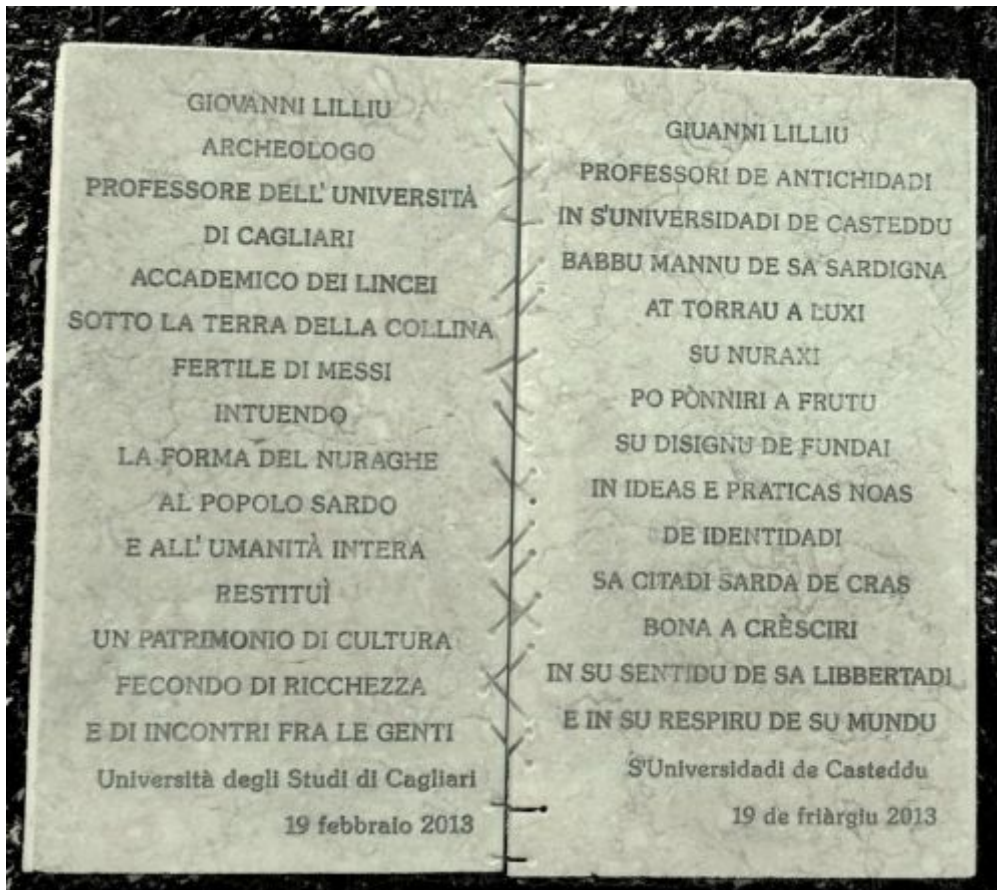 GIOVANNI LILLIU
ARCHEOLOGO
PROFESSORE DELL' UNIVERSITÀ
DI CAGLIARI
ACCADEMICO DEI LINCEI
SOTTO LA TERRA DELLA COLLINA
FERTILE DI MESSI
INTUENDO
LA FORMA DEL NURAGHE
AL POPOLO SARDO
E ALL' UMANITÀ INTERA
RESTITUÌ
UN PATRIMONIO DI CULTURA
FECONDO DI RICCHEZZA
E DI INCONTRI FRA LE GENTI
Università degli Studi di Cagliari
19 febbraio 2013
GIUANNI LILLIU
PROFESSORI DE ANTICHIDADI
IN S'UNIVERSIDADI DE CASTEDDU
BABBU MANNU DE SA SARDIGNA
AT TORRAU A LUXI
SU NURAXI
PO PÒNNIRI A FRUTU
SU DISIGNU DE FUNDAI
IN IDEAS E PRATICAS NOAS
DE IDENTIDADI
SA CITADI SARDA DE CRAS
BONA A CRÈSCIRI
IN SU SENTIDU DE SA LIBBERTADI
E IN SU RESPIRU DE SU MUNDU
S'Universidadi de Casteddu
19 de friàrgiu 2013